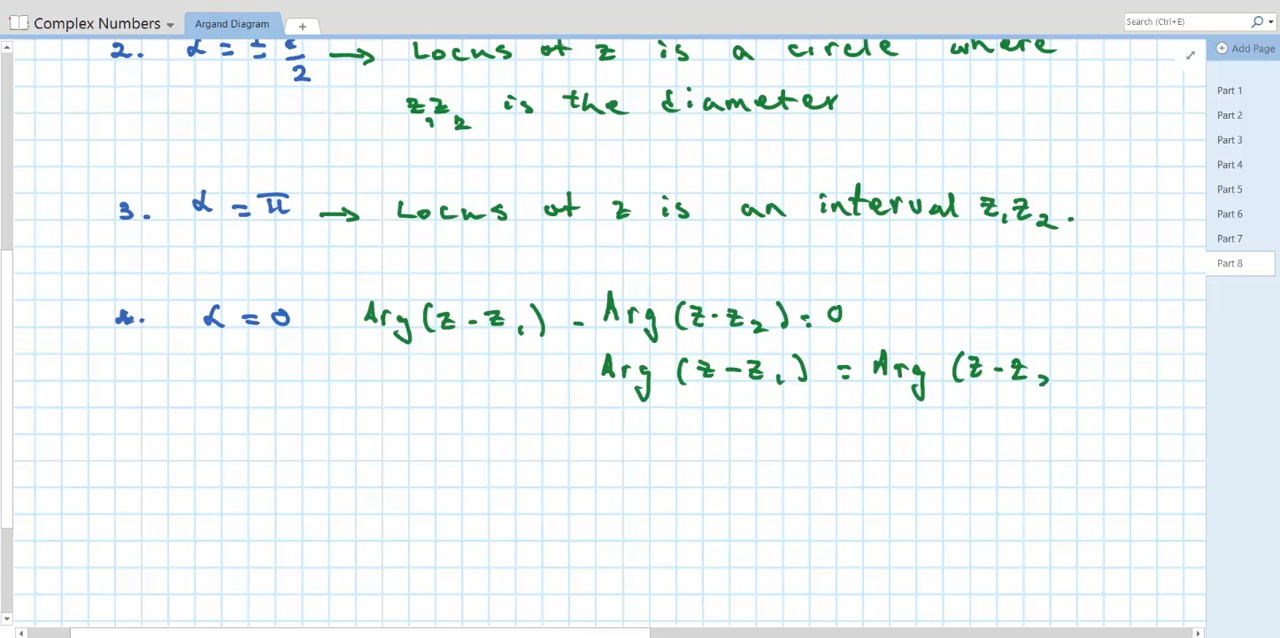 Complex Numbers
Argand Diagram
Search (Ctrl+E)
Add Page
Part 1
Part 2
Part 3
Part 4
Part 5
Part 6
Part 7
Part 8
2. α = ± /2 → Locus of z is a circle where
z₁z₂ is the diameter
3. α = π → Locus of z is an interval z₁z₂.
α = 0 Arg(z - z₁) - Arg(z - z₂) = 0
Arg(z - z₁) = Arg(z - z₂